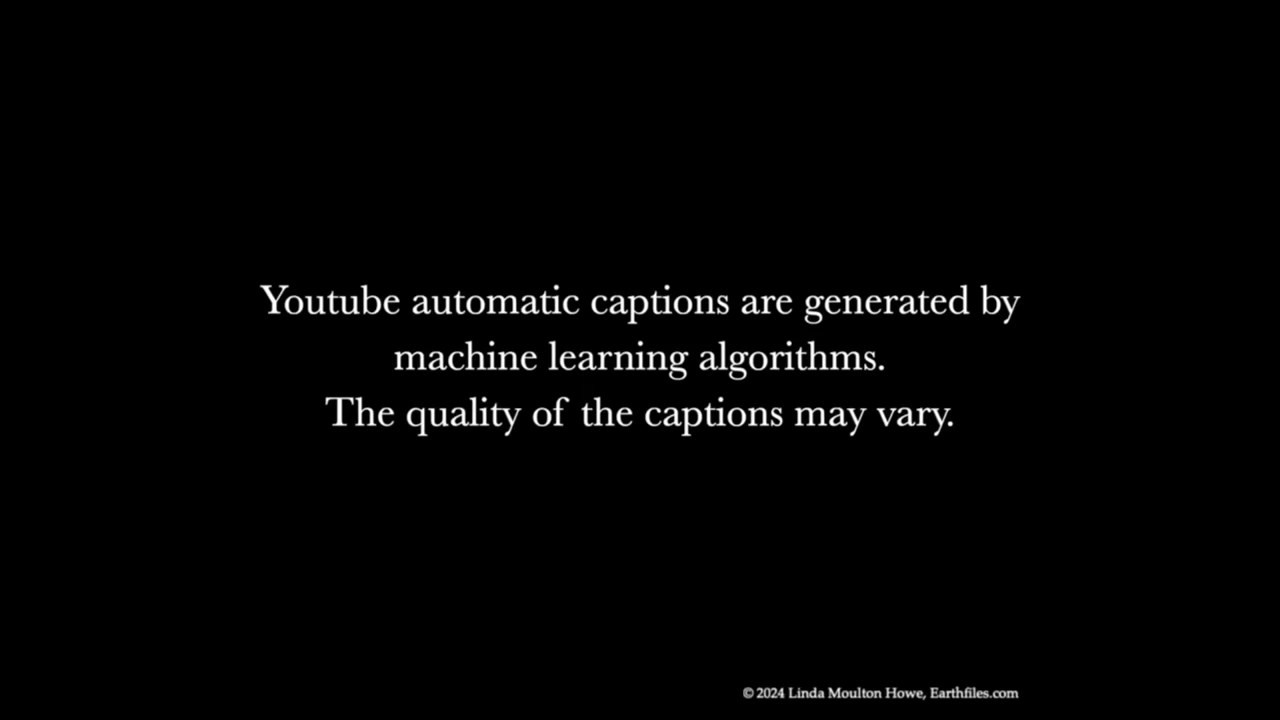 Youtube automatic captions are generated by
machine learning algorithms.
The quality of the captions may vary.
© 2024 Linda Moulton Howe, Earthfiles.com